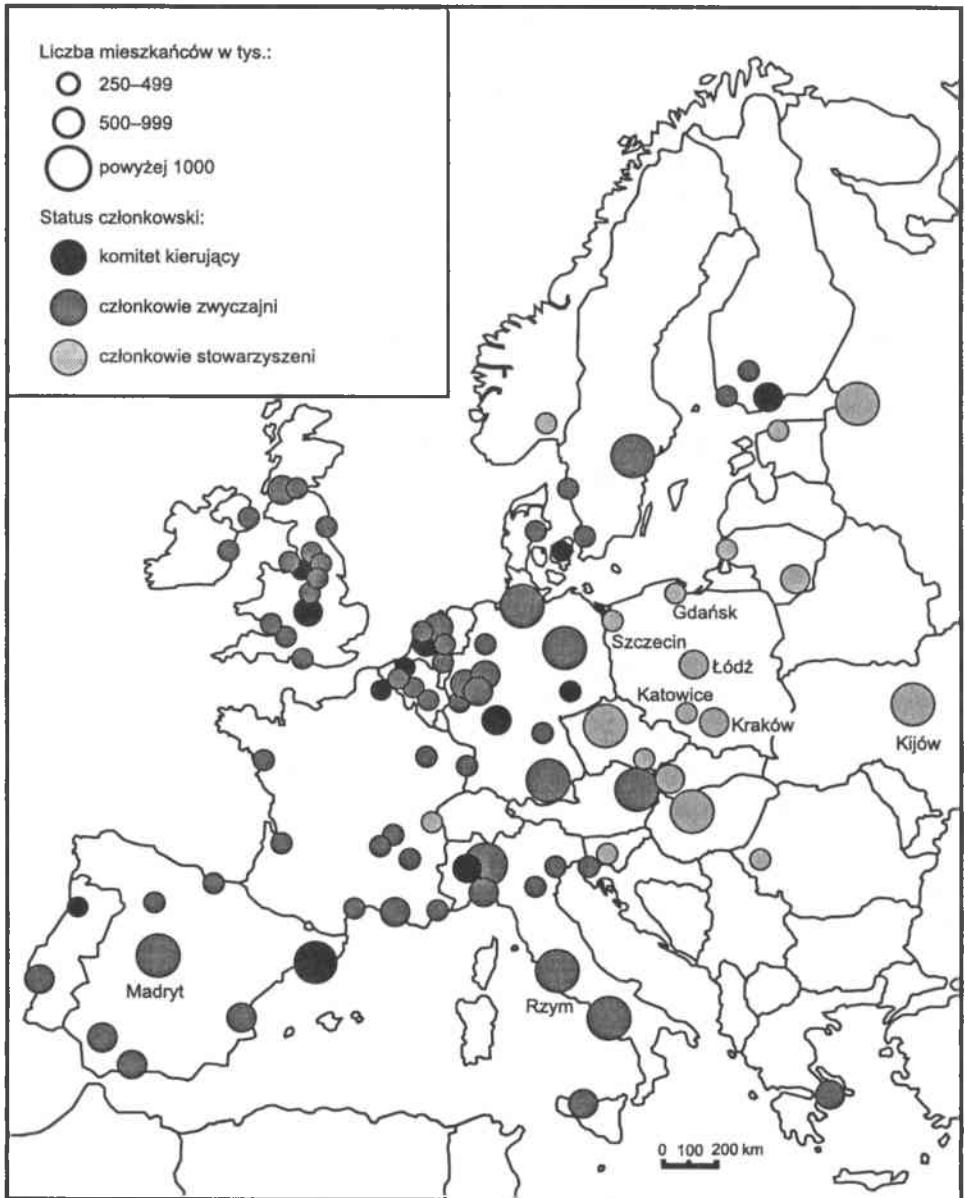 Liczba mieszkańców w tys.:
250–499
500–999
powyżej 1000
Status członkowski:
komitet kierujący
członkowie zwyczajni
członkowie stowarzyszeni
Gdańsk
Szczecin
Łódź
Katowice
Kraków
Kijów
Madryt
Rzym
0 100 200 km